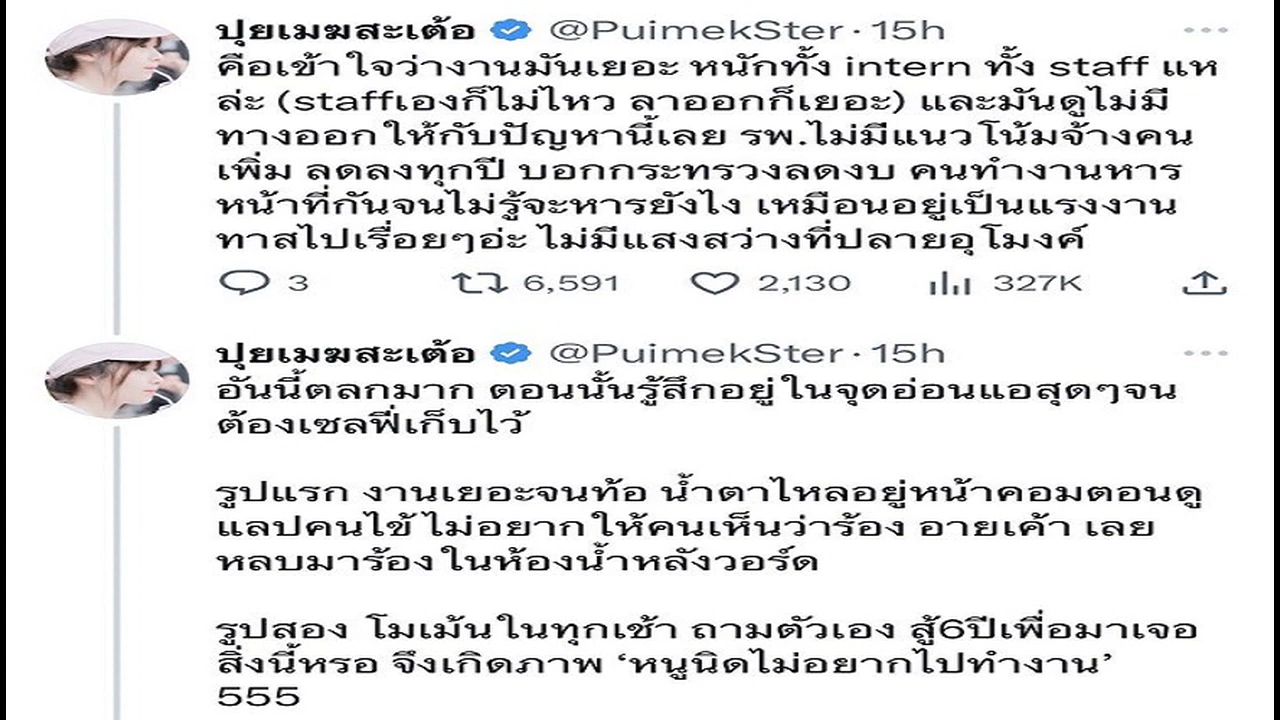 ปุยเมฆสะเต้อ @PuimekSter · 15h
คือเข้าใจว่างานมันเยอะ หนักทั้ง intern ทั้ง staff แห
ล่ะ (staffเองก็ไม่ไหว ลาออกก็เยอะ) และมันดูไม่มี
ทางออกให้กับปัญหานี้เลย รพ.ไม่มีแนวโน้มจ้างคน
เพิ่ม ลดลงทุกปี บอกกระทรวงลดงบ คนทำงานหาร
หน้าที่กันจนไม่รู้จะหารยังไง เหมือนอยู่เป็นแรงงาน
ทาสไปเรื่อยๆอ่ะ ไม่มีแสงสว่างที่ปลายอุโมงค์
3 6,591 2,130 327K
ปุยเมฆสะเต้อ @PuimekSter · 15h
อันนี้ตลกมาก ตอนนั้นรู้สึกอยู่ในจุดอ่อนแอสุดๆจน
ต้องเซลฟี่เก็บไว้
รูปแรก งานเยอะจนท้อ น้ำตาไหลอยู่หน้าคอมตอนดู
แลปคนไข้ ไม่อยากให้คนเห็นว่าร้อง อายเค้า เลย
หลบมาร้องในห้องน้ำหลังวอร์ด
รูปสอง โมเม้นในทุกเช้า ถามตัวเอง สู้6ปีเพื่อมาเจอ
สิ่งนี้หรอ จึงเกิดภาพ ‘หนูนิดไม่อยากไปทำงาน’
555